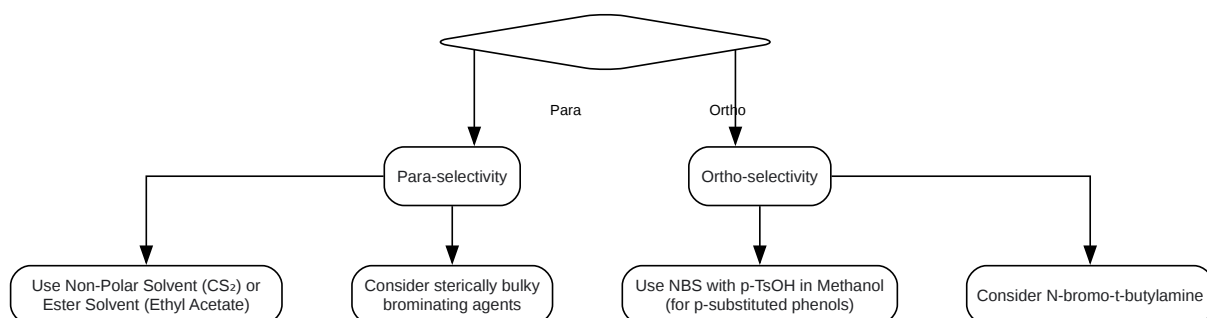 Para
Ortho
Para-selectivity
Ortho-selectivity
Use Non-Polar Solvent (CS₂) or
Ester Solvent (Ethyl Acetate)
Consider sterically bulky
brominating agents
Use NBS with p-TsOH in Methanol
(for p-substituted phenols)
Consider N-bromo-t-butylamine